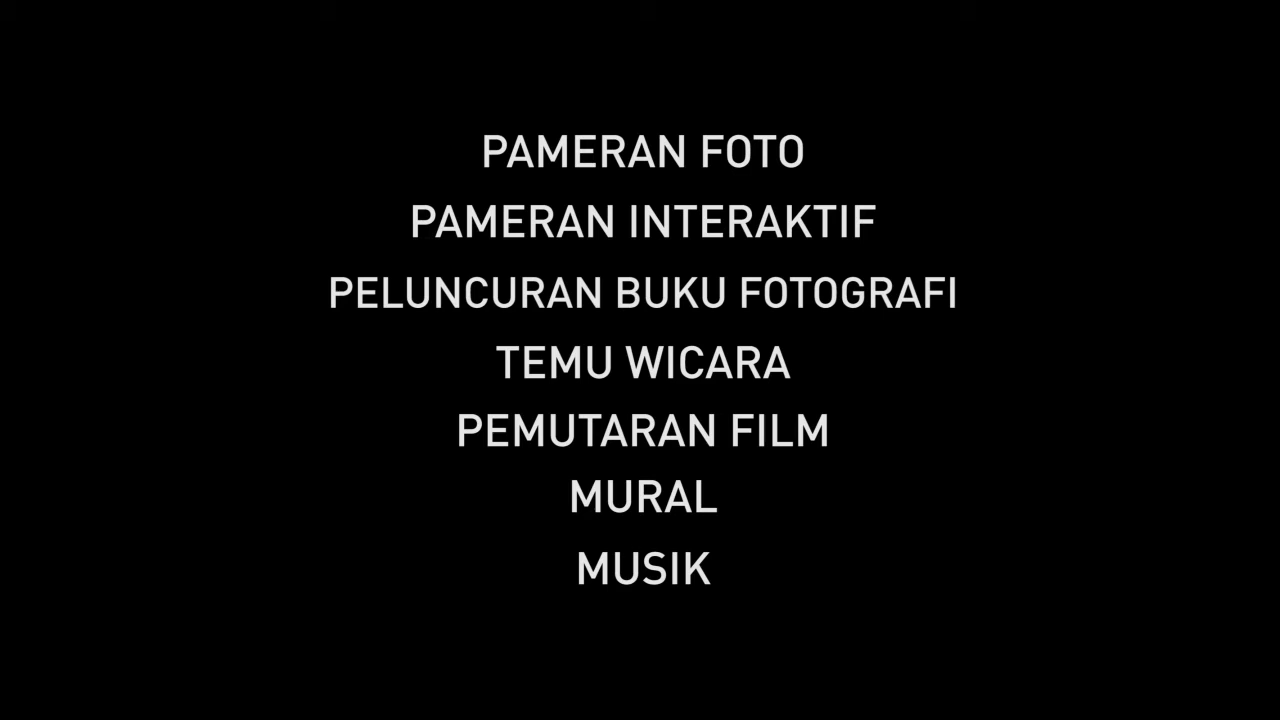 PAMERAN FOTO
PAMERAN INTERAKTIF
PELUNCURAN BUKU FOTOGRAFI
TEMU WICARA
PEMUTARAN FILM
MURAL
MUSIK